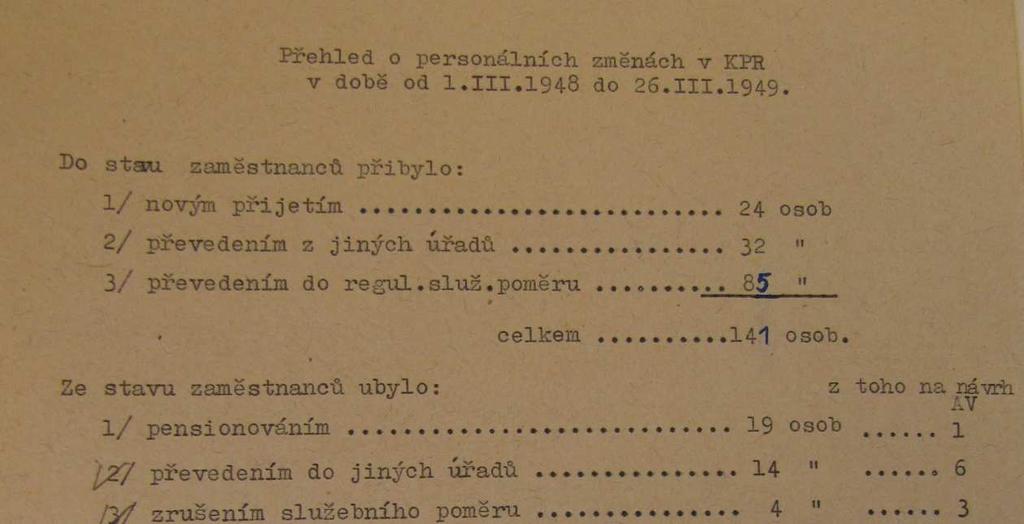 Přehled o personálních změnách v KPR
v době od 1.III.1948 do 26.III.1949.
Do stavu zaměstnanců přibylo:
1/ novým přijetím ........................... 24 osob
2/ převedením z jiných úřadů ................ 32 "
3/ převedením do regul.služ.poměru .......... 85 "
celkem ..........141 osob.
Ze stavu zaměstnanců ubylo: z toho na návrh
AV
1/ pensionováním ............................ 19 osob ...... 1
2/ převedením do jiných úřadů ................. 14 " ...... 6
3/ zrušením služebního poměru ................. 4 " ...... 3